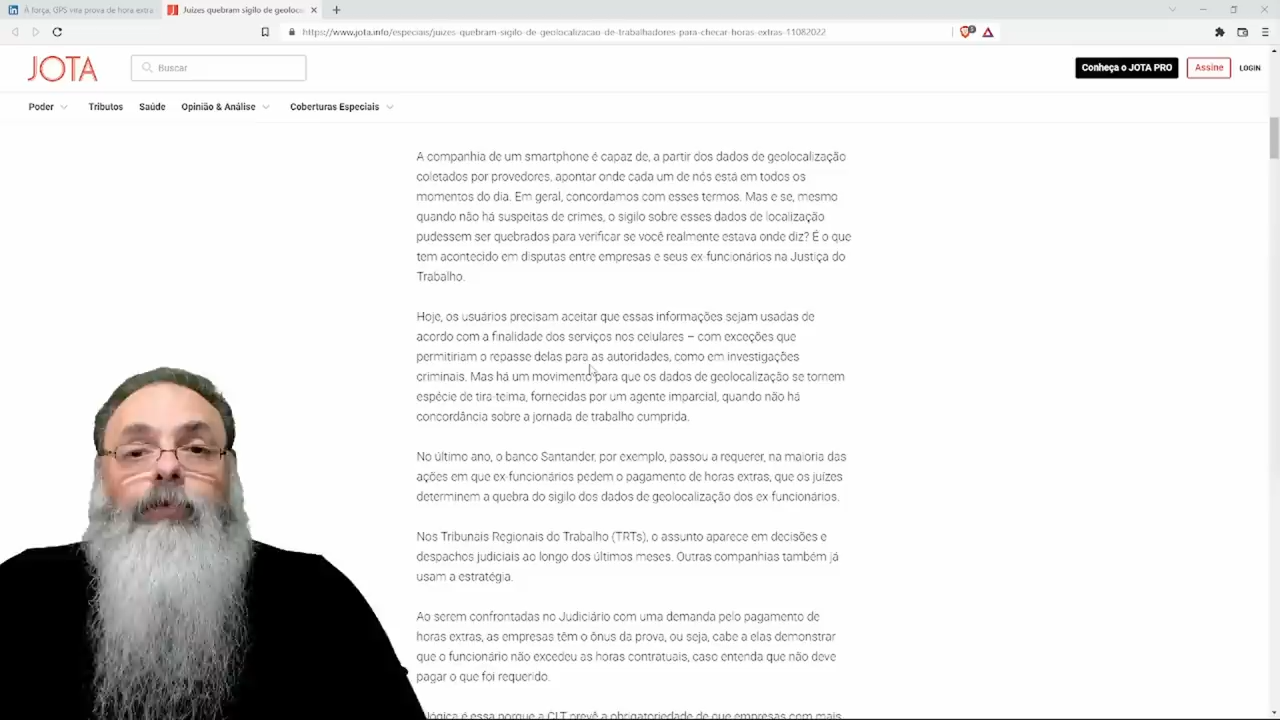 À força, GPS vira prova de hora extra
Juízes quebram sigilo de geoloca
https://www.jota.info/especiais/juizes-quebram-sigilo-de-geolocalizacao-de-trabalhadores-para-checar-horas-extras-11082022
JOTA
Buscar
Conheça o JOTA PRO
Assine
LOGIN
Poder
Tributos
Saúde
Opinião & Análise
Coberturas Especiais
A companhia de um smartphone é capaz de, a partir dos dados de geolocalização
coletados por provedores, apontar onde cada um de nós está em todos os
momentos do dia. Em geral, concordamos com esses termos. Mas e se, mesmo
quando não há suspeitas de crimes, o sigilo sobre esses dados de localização
pudessem ser quebrados para verificar se você realmente estava onde diz? É o que
tem acontecido em disputas entre empresas e seus ex-funcionários na Justiça do
Trabalho.
Hoje, os usuários precisam aceitar que essas informações sejam usadas de
acordo com a finalidade dos serviços nos celulares – com exceções que
permitiriam o repasse delas para as autoridades, como em investigações
criminais. Mas há um movimento para que os dados de geolocalização se tornem
espécie de tira-teima, fornecidas por um agente imparcial, quando não há
concordância sobre a jornada de trabalho cumprida.
No último ano, o banco Santander, por exemplo, passou a requerer, na maioria das
ações em que ex-funcionários pedem o pagamento de horas extras, que os juízes
determinem a quebra do sigilo dos dados de geolocalização dos ex-funcionários.
Nos Tribunais Regionais do Trabalho (TRTs), o assunto aparece em decisões e
despachos judiciais ao longo dos últimos meses. Outras companhias também já
usam a estratégia.
Ao serem confrontadas no Judiciário com uma demanda pelo pagamento de
horas extras, as empresas têm o ônus da prova, ou seja, cabe a elas demonstrar
que o funcionário não excedeu as horas contratuais, caso entenda que não deve
pagar o que foi requerido.
lógica é essa porque a CLT prevê a obrigatoriedade de que empresas com mais